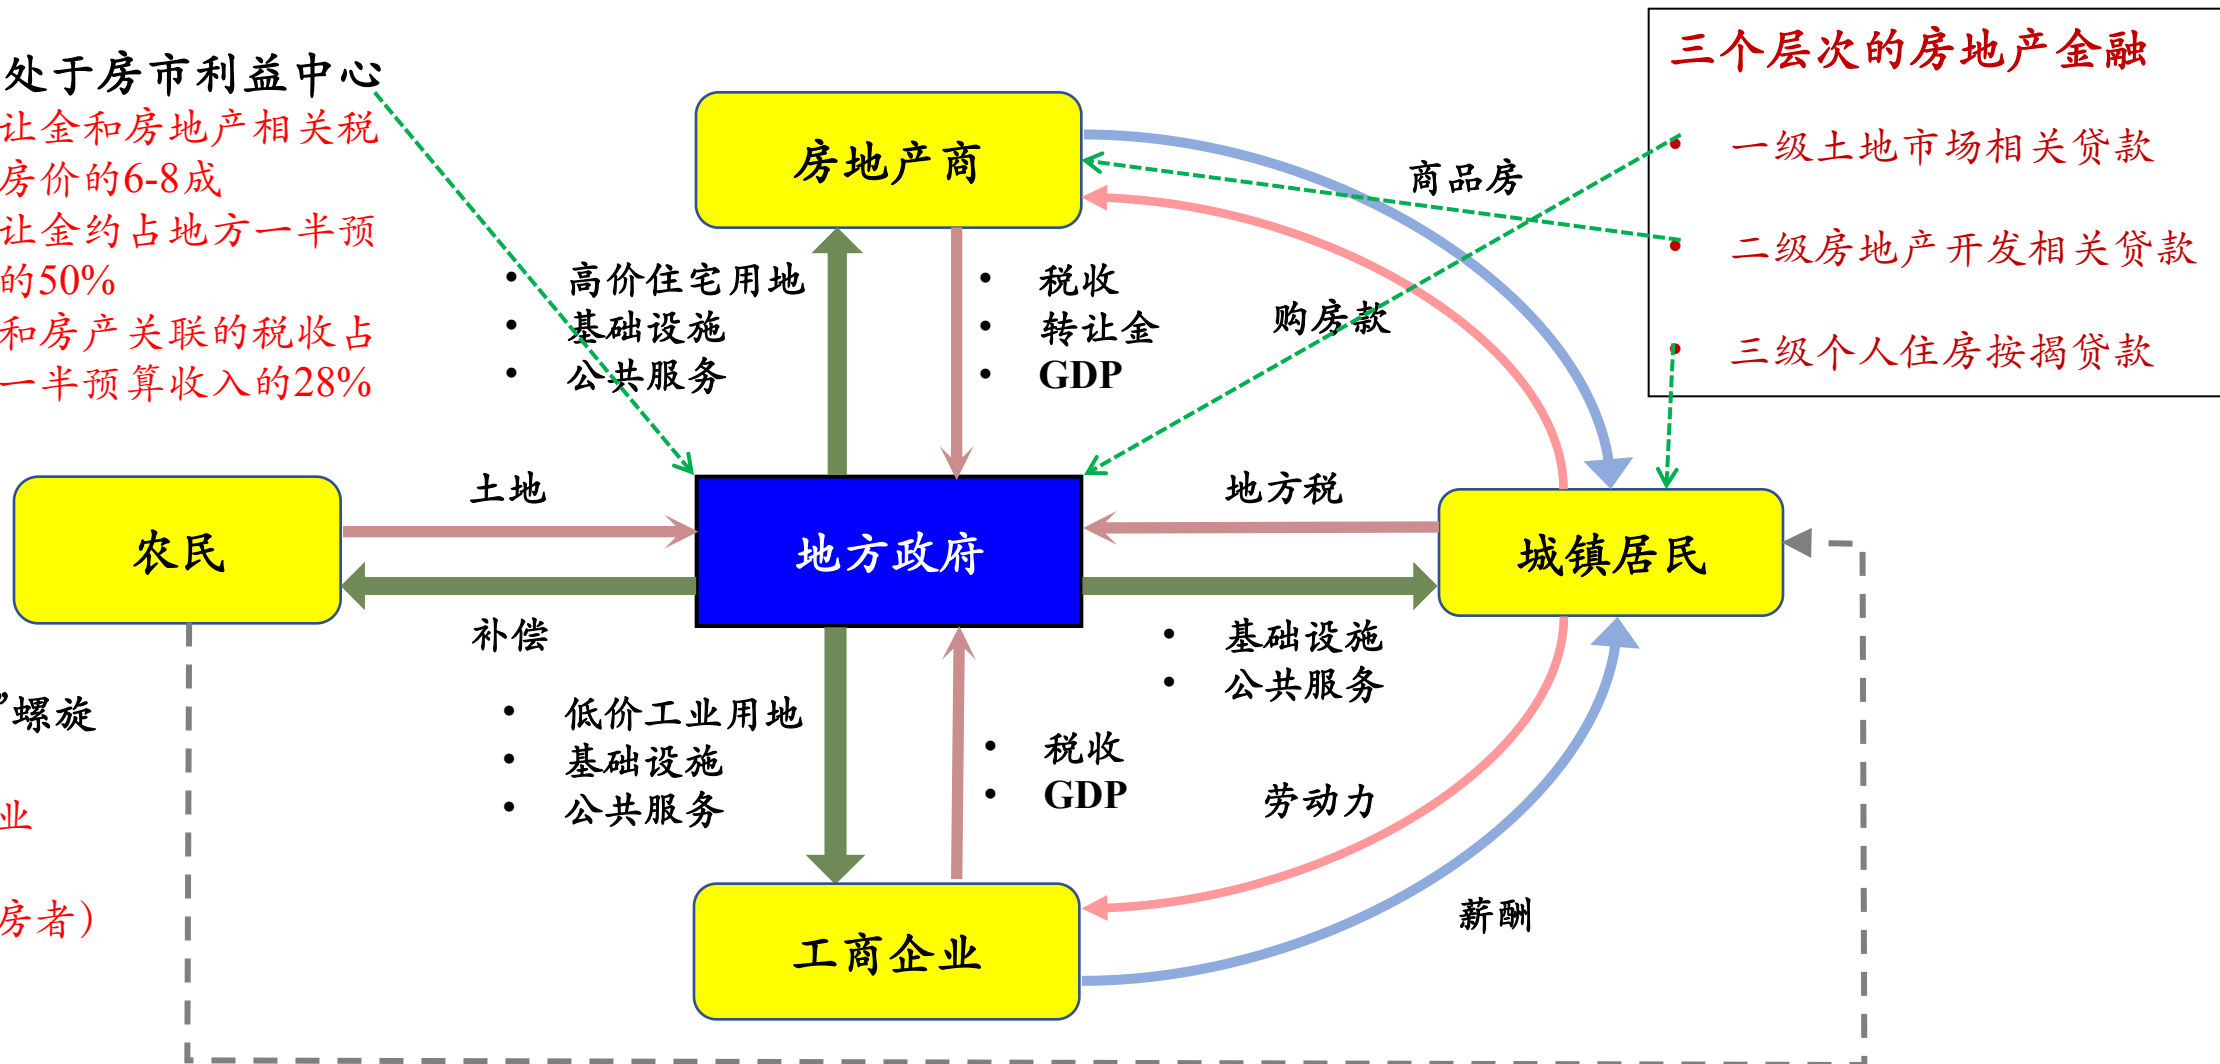 处于房市利益中心
让金和房地产相关税
房价的6-8成
让金约占地方一半预
的50%
和房产关联的税收占
一半预算收入的28%
三个层次的房地产金融
• 一级土地市场相关贷款
• 二级房地产开发相关贷款
• 三级个人住房按揭贷款
房地产商
商品房
购房款
• 高价住宅用地
• 基础设施
• 公共服务
• 税收
• 转让金
• GDP
土地
地方税
农民
地方政府
城镇居民
补偿
• 基础设施
• 公共服务
”螺旋
业
房者）
• 低价工业用地
• 基础设施
• 公共服务
• 税收
• GDP
劳动力
薪酬
工商企业